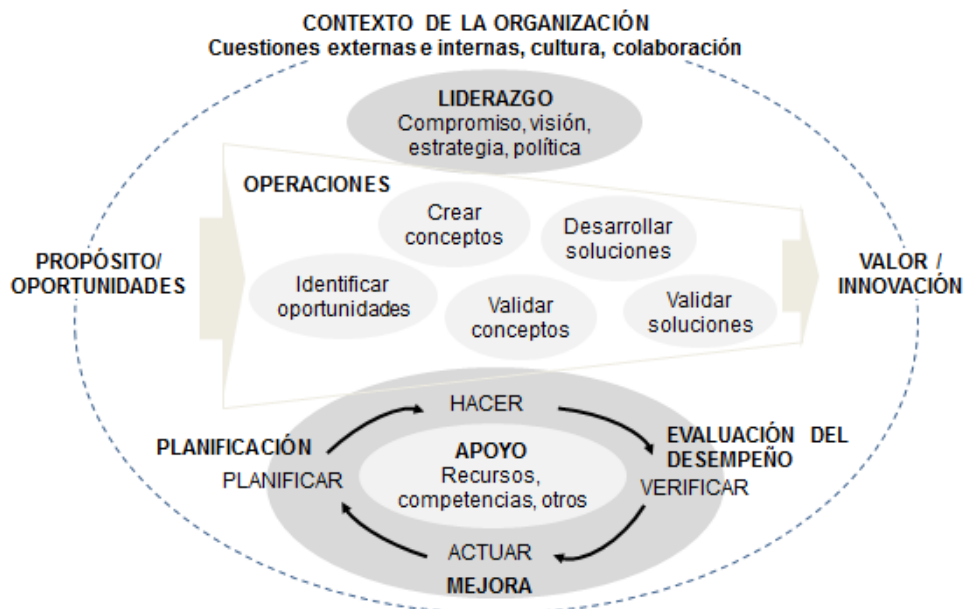 CONTEXTO DE LA ORGANIZACIÓN
Cuestiones externas e internas, cultura, colaboración
LIDERAZGO
Compromiso, visión,
estrategia, política
OPERACIONES
Crear
conceptos
Desarrollar
soluciones
PROPÓSITO/
OPORTUNIDADES
Identificar
oportunidades
Validar
conceptos
Validar
soluciones
VALOR /
INNOVACIÓN
HACER
PLANIFICACIÓN
PLANIFICAR
APOYO
Recursos,
competencias, otros
EVALUACIÓN DEL
DESEMPEÑO
VERIFICAR
ACTUAR
MEJORA